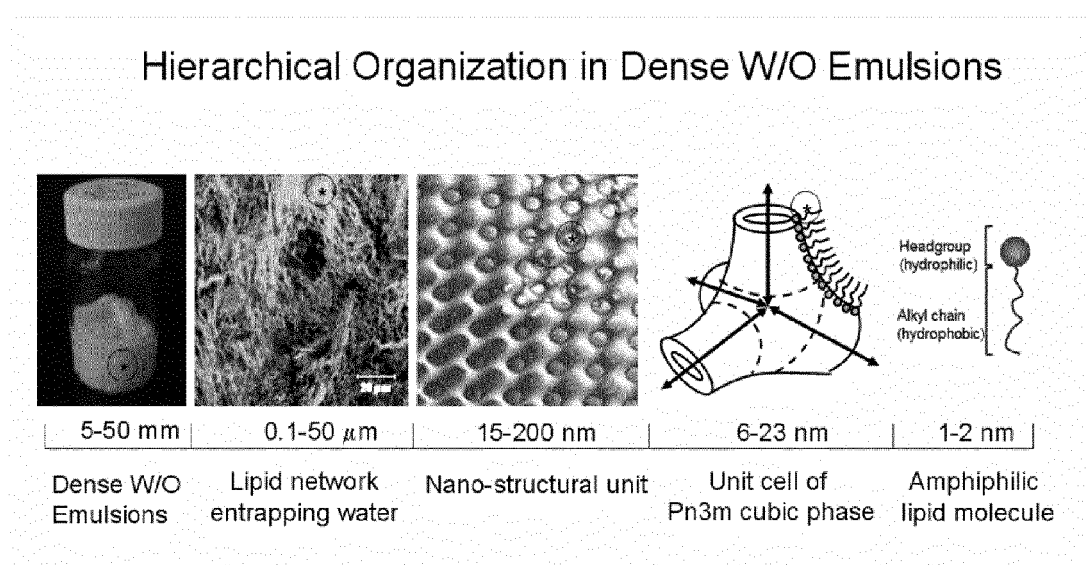 Hierarchical Organization in Dense W/O Emulsions
Headgroup
(hydrophilic)
Alkyl chain
(hydrophobic)
5-50 mm
0.1-50 μm
15-200 nm
6-23 nm
1-2 nm
Dense W/O
Emulsions
Lipid network
entrapping water
Nano-structural unit
Unit cell of
Pn3m cubic phase
Amphiphilic
lipid molecule